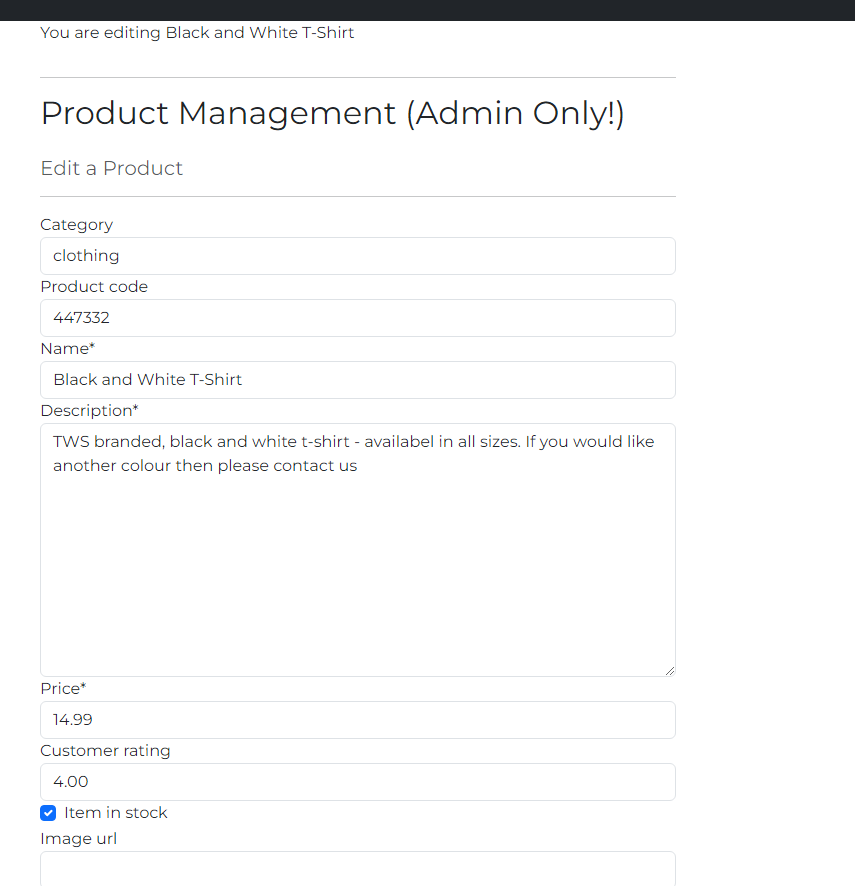 You are editing Black and White T-Shirt
Product Management (Admin Only!)
Edit a Product
Category
clothing
Product code
447332
Name*
Black and White T-Shirt
Description*
TWS branded, black and white t-shirt - availabel in all sizes. If you would like
another colour then please contact us
Price*
14.99
Customer rating
4.00
Item in stock
Image url